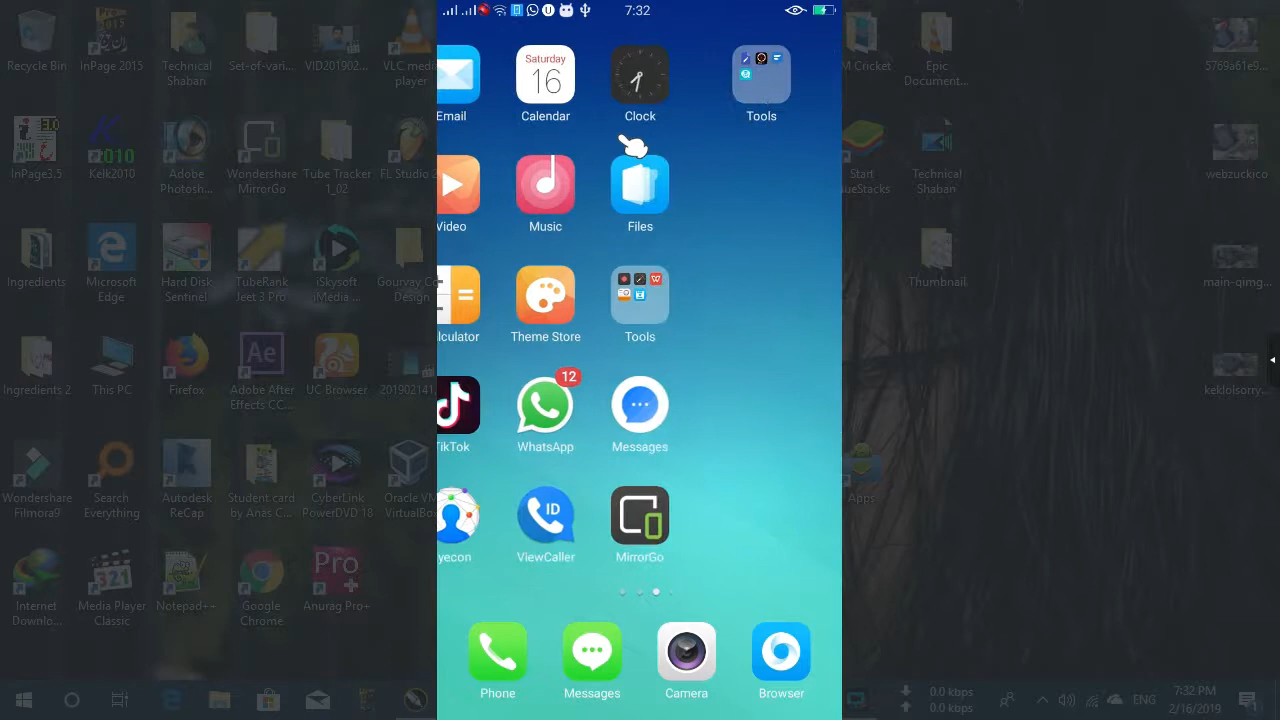 7:32
Recycle Bin
InPage 2015
Technical
Shaban
Set-of-vari...
VID201902...
VLC media
player
Email
Saturday
16
Calendar
Clock
Tools
M Cricket
Epic
Document...
5769a61e9...
InPage3.5
Kelk2010
Adobe
Photosh...
Wondershare
MirrorGo
Tube Tracker
1_02
FL Studio
Video
Music
Files
Start
ueStacks
Technical
Shaban
webzuckico
Ingredients
Microsoft
Edge
Hard Disk
Sentinel
TubeRank
Jeet 3 Pro
iSkysoft
iMedia ...
Gourvay Co
Design
lculator
Theme Store
Tools
Thumbnail
main-qimg...
Ingredients 2
This PC
Firefox
Adobe After
Effects CC...
UC Browser
201902141
TikTok
12
WhatsApp
Messages
keklolsorry...
Wondershare
Filmora9
Search
Everything
Autodesk
ReCap
Student card
by Anas C...
CyberLink
PowerDVD 18
Oracle VM
VirtualBo
yecon
ID
ViewCaller
MirrorGo
Apps
Internet
Downlo...
Media Player
Classic
Notepad++
Google
Chrome
Pro+
Anurag Pro+
Phone
Messages
Camera
Browser
0.0 kbps
0.0 kbps
ENG
7:32 PM
2/16/2019